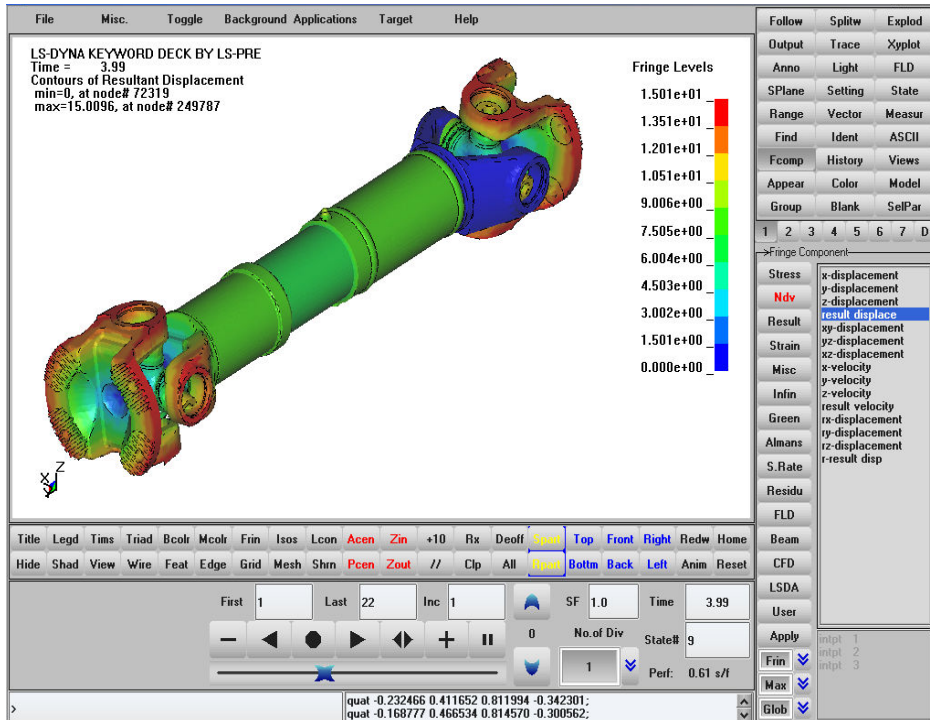 File Misc. Toggle Background Applications Target Help
LS-DYNA KEYWORD DECK BY LS-PRE
Time = 3.99
Contours of Resultant Displacement
min=0, at node# 72319
max=15.0096, at node# 249787
Fringe Levels
1.501e+01
1.351e+01
1.201e+01
1.051e+01
9.006e+00
7.505e+00
6.004e+00
4.503e+00
3.002e+00
1.501e+00
0.000e+00
X Z
Y
Follow Splitw Explod
Output Trace Xyplot
Anno Light FLD
SPlane Setting State
Range Vector Measur
Find Ident ASCII
Fcomp History Views
Appear Color Model
Group Blank SelPar
1 2 3 4 5 6 7 D
->Fringe Component-
Stress
Ndv
Result
Strain
Misc
Infin
Green
Almans
S.Rate
Residu
FLD
Beam
CFD
LSDA
User
Apply
Frin
Max
Glob
x-displacement
y-displacement
z-displacement
result displace
xy-displacement
yz-displacement
xz-displacement
x-velocity
y-velocity
z-velocity
result velocity
rx-displacement
ry-displacement
rz-displacement
r-result disp
intpt 1
intpt 2
intpt 3
Title Legd Tims Triad Bcolr Mcolr Frin Isos Lcon Acen Zin +10 Rx Deoff Spart Top Front Right Redw Home
Hide Shad View Wire Feat Edge Grid Mesh Shrn Pcen Zout // Clp All Rpart Bottm Back Left Anim Reset
First 1 Last 22 Inc 1 SF 1.0 Time 3.99
0 No.of Div State# 9
1 Perf: 0.61 s/f
>
quat -0.232466 0.411652 0.811994 -0.342301;
quat -0.168777 0.466534 0.814570 -0.300562;